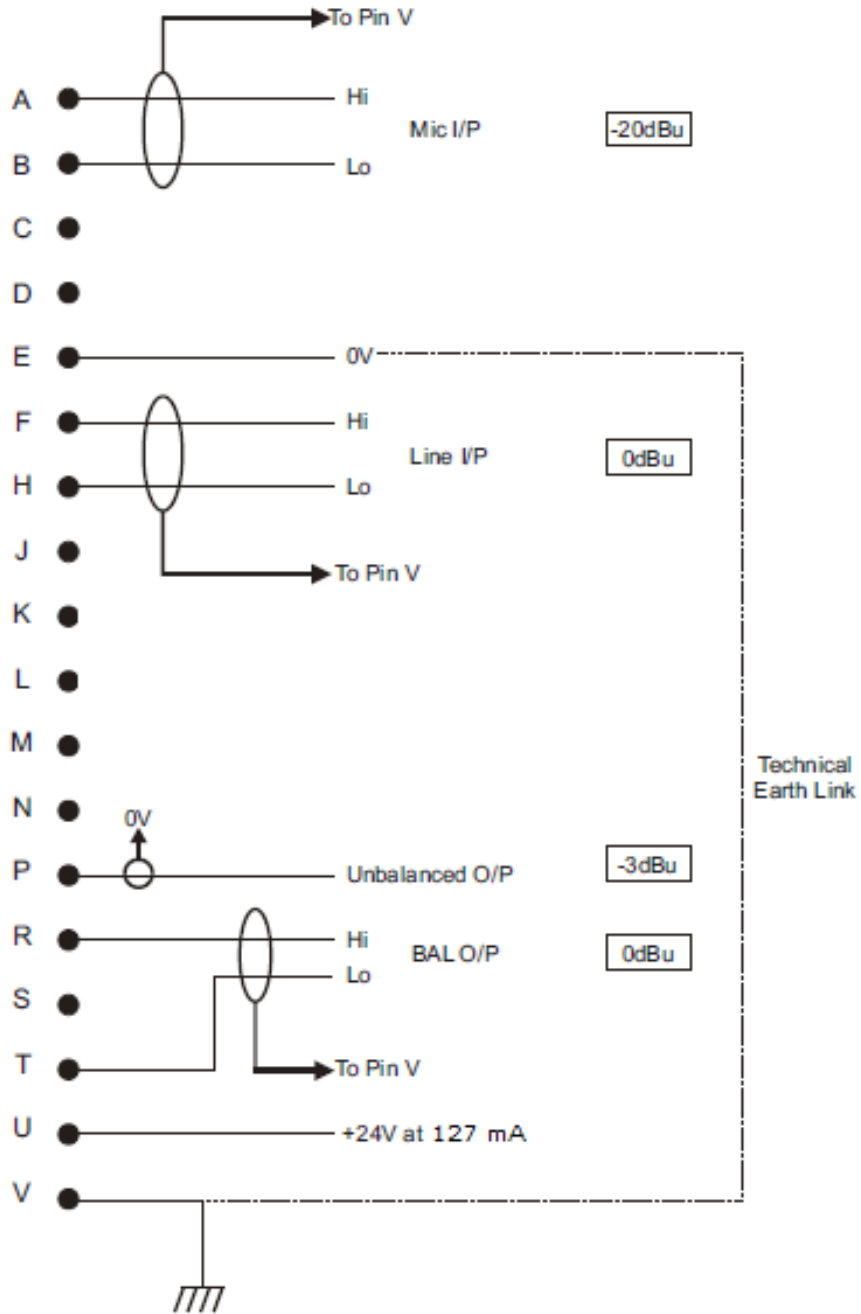 To Pin V
A Hi
Mic I/P -20dBu
B Lo
C
D
E 0V
F Hi
Line I/P 0dBu
H Lo
J
To Pin V
K
L
M
Technical
Earth Link
N
0V
P Unbalanced O/P -3dBu
R Hi
BAL O/P 0dBu
Lo
S
T To Pin V
U +24V at 127 mA
V